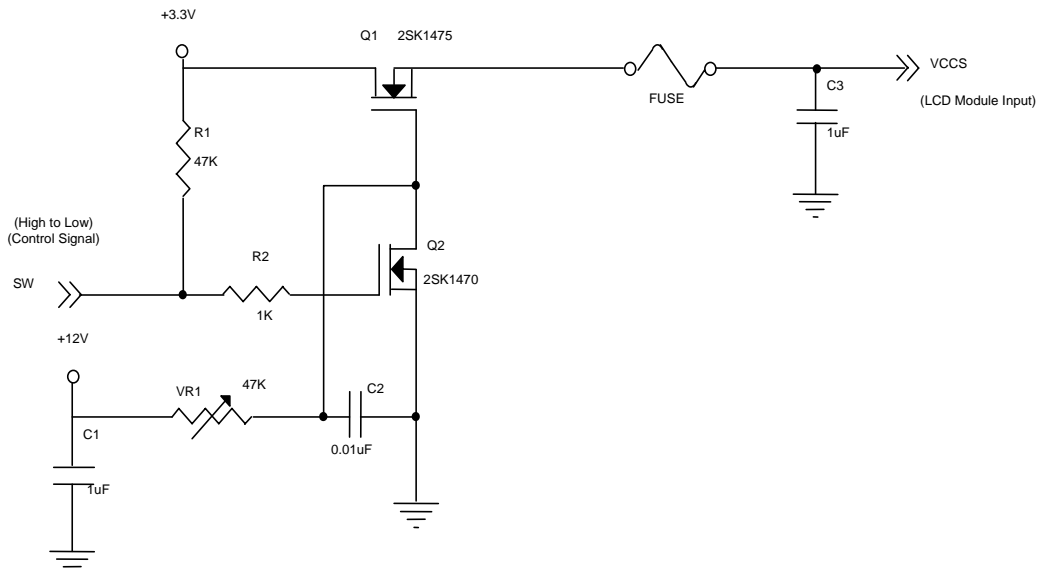 +3.3V
Q1 2SK1475
VCCS
FUSE
C3
(LCD Module Input)
R1
47K
1uF
(High to Low)
(Control Signal)
Q2
R2
2SK1470
SW
1K
+12V
VR1
47K
C2
C1
0.01uF
1uF